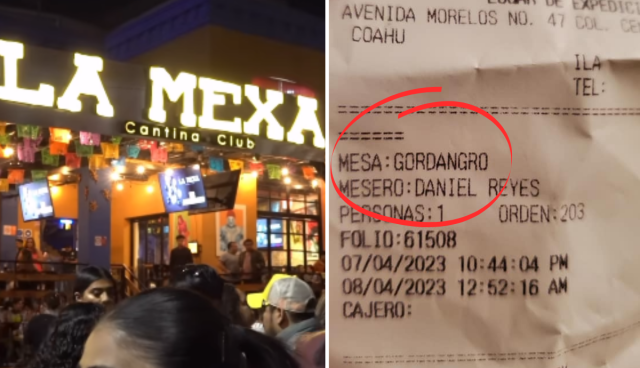 LA MEXA
Cantina Club
AVENIDA MORELOS NO. 47 COL.
COAHU
ILA
TEL:
======
MESA:GORDANGRO
MESERO:DANIEL REYES
PERSONAS:1 ORDEN:203
FOLIO:61508
07/04/2023 10:44:04 PM
08/04/2023 12:52:16 AM
CAJERO: